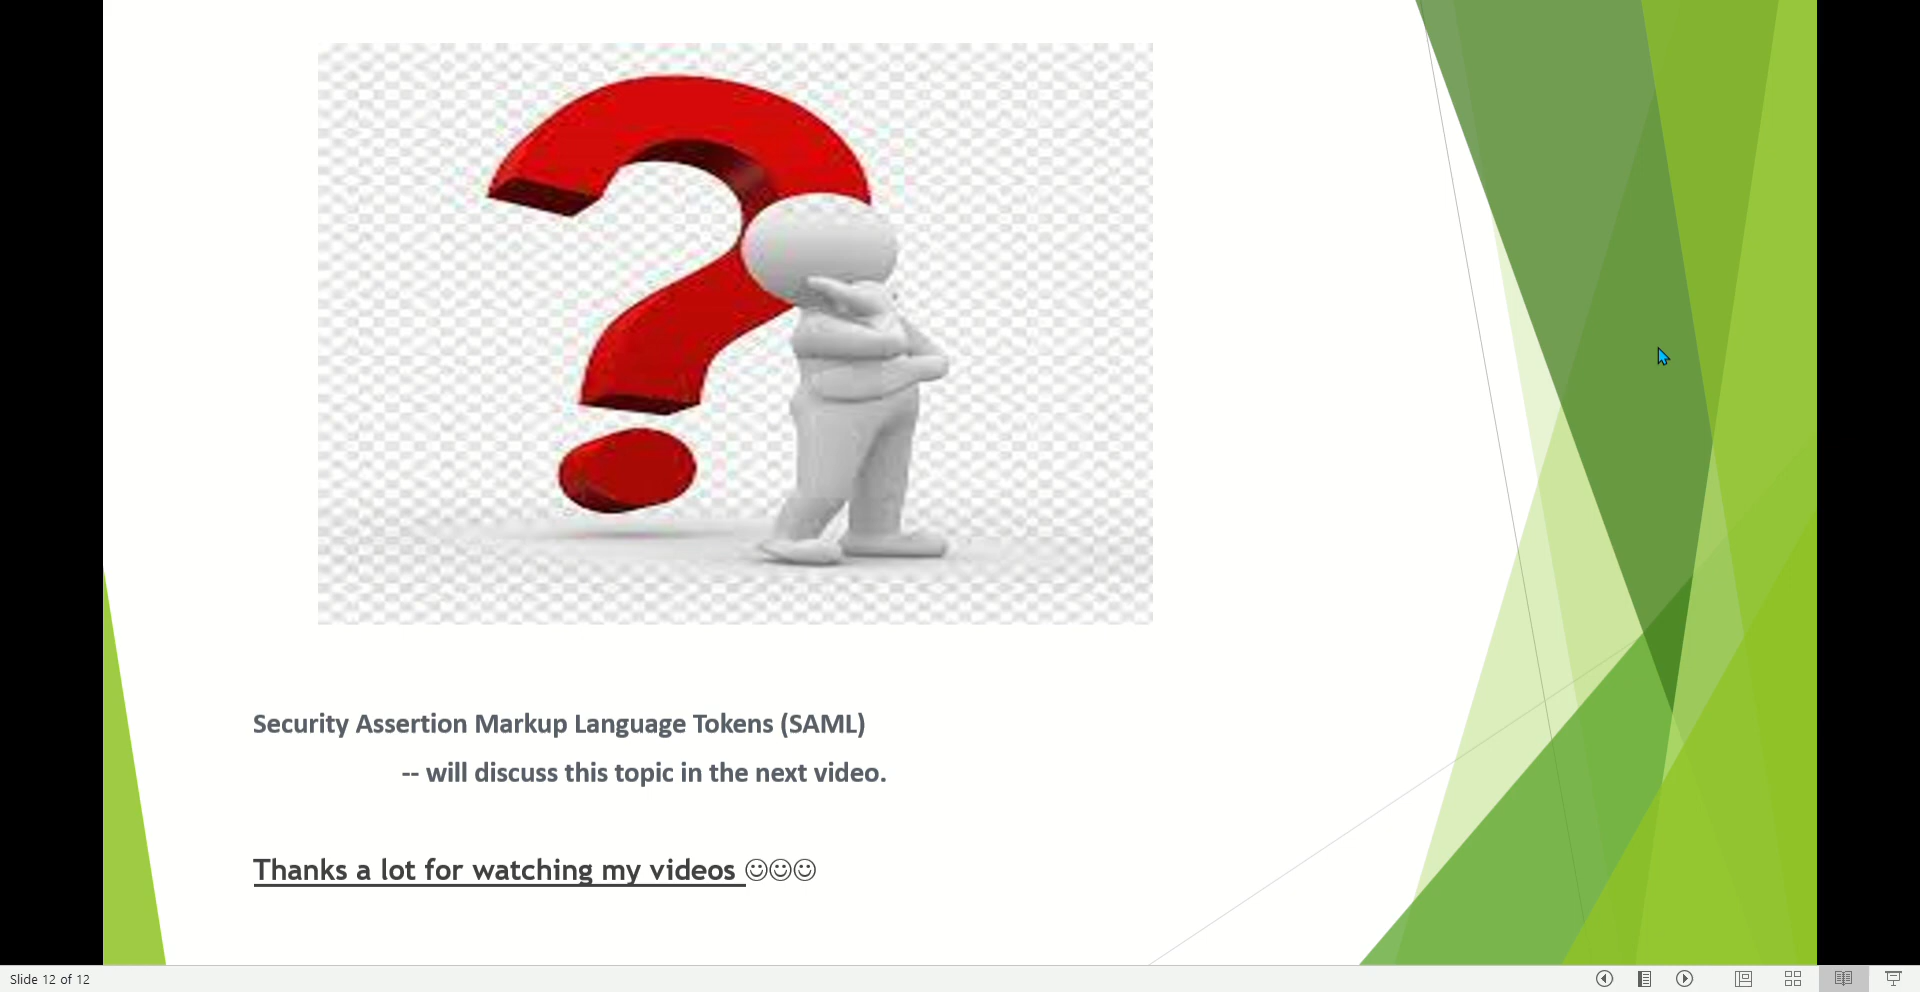 Security Assertion Markup Language Tokens (SAML)
-- will discuss this topic in the next video.
Thanks a lot for watching my videos ☺☺☺
Slide 12 of 12